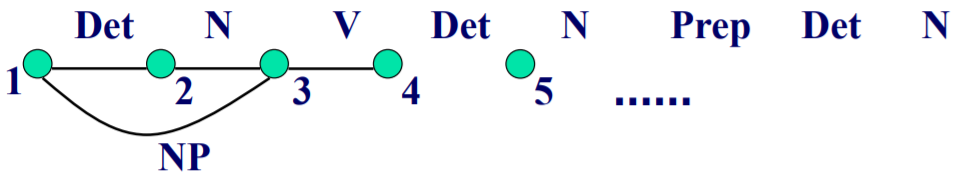 Det N V Det N Prep Det N
1 2 3 4 5 ......
NP